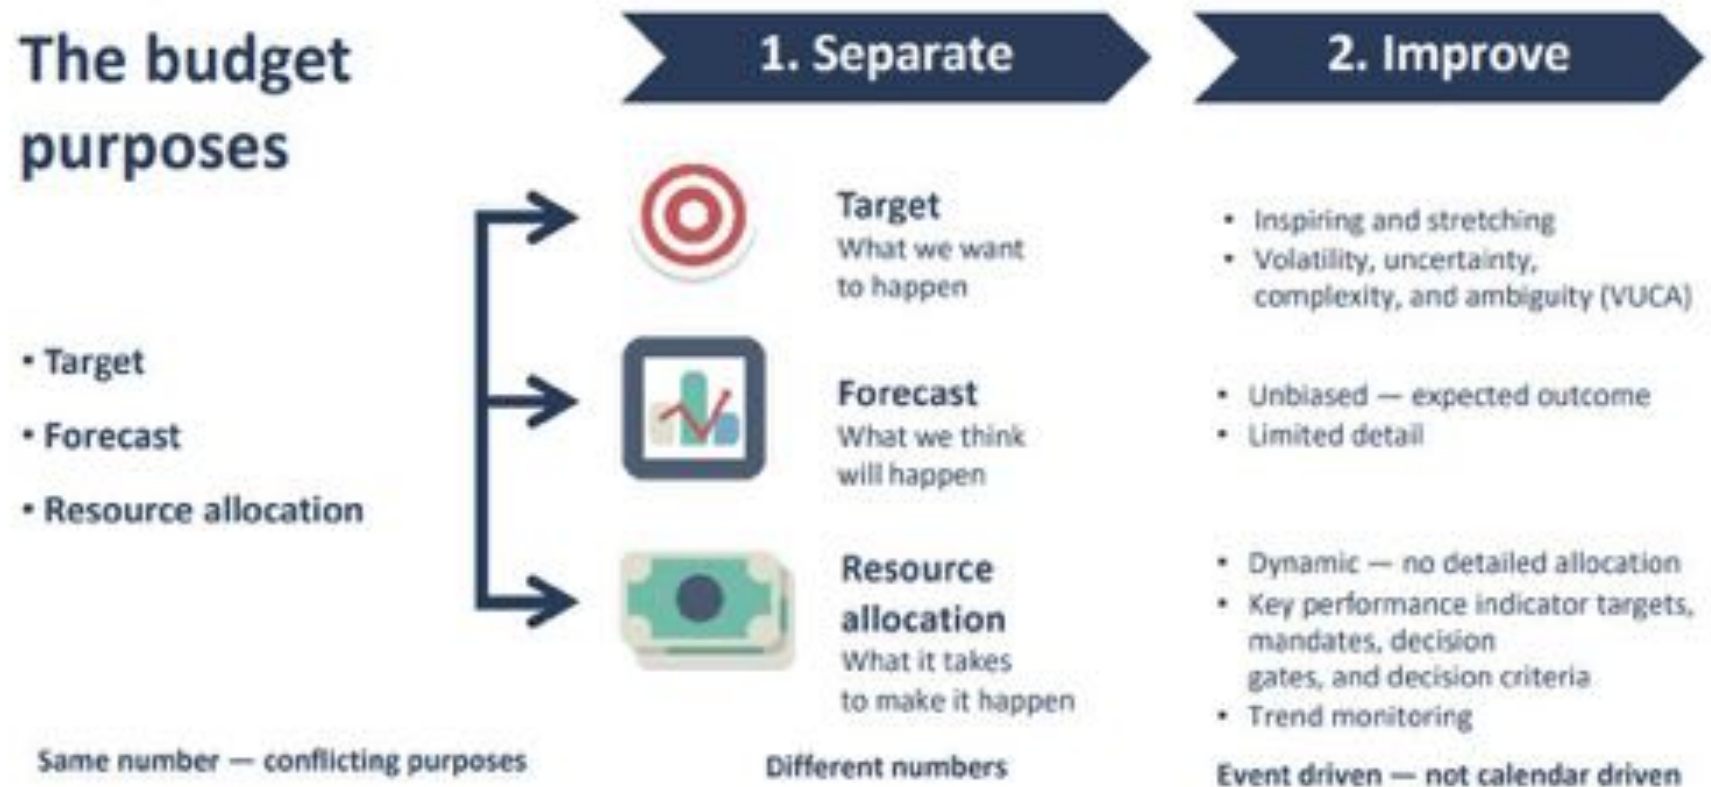 The budget
purposes
• Target
• Forecast
• Resource allocation
Same number — conflicting purposes
1. Separate
Target
What we want
to happen
Forecast
What we think
will happen
Resource
allocation
What it takes
to make it happen
Different numbers
2. Improve
• Inspiring and stretching
• Volatility, uncertainty,
complexity, and ambiguity (VUCA)
• Unbiased — expected outcome
• Limited detail
• Dynamic — no detailed allocation
• Key performance indicator targets,
mandates, decision
gates, and decision criteria
• Trend monitoring
Event driven — not calendar driven